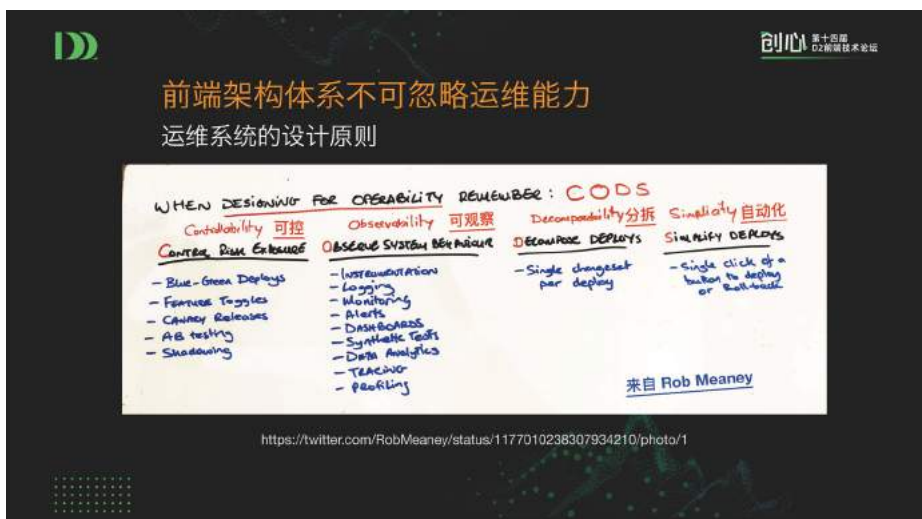 D2
创心 第十四届
D2前端技术论坛
前端架构体系不可忽略运维能力
运维系统的设计原则
WHEN DESIGNING FOR OPERABILITY REMEMBER: CODS
Controllability 可控
CONTROL RISK EXPOSURE
- BLUE-GREEN DEPLOYS
- FEATURE TOGGLES
- CANARY RELEASES
- AB testing
- Shadowing
Observability 可观察
OBSERVE SYSTEM BEHAVIOUR
- INSTRUMENTATION
- Logging
- Monitoring
- Alerts
- DASHBOARDS
- Synthetic Tests
- DATA Analytics
- TRACING
- Profiling
Decomposability 分拆
DECOMPOSE DEPLOYS
- Single changeset
per deploy
Simplicity 自动化
SIMPLIFY DEPLOYS
- Single click of a
button to deploy
or Roll-back
来自 Rob Meaney
https://twitter.com/RobMeaney/status/1177010238307934210/photo/1